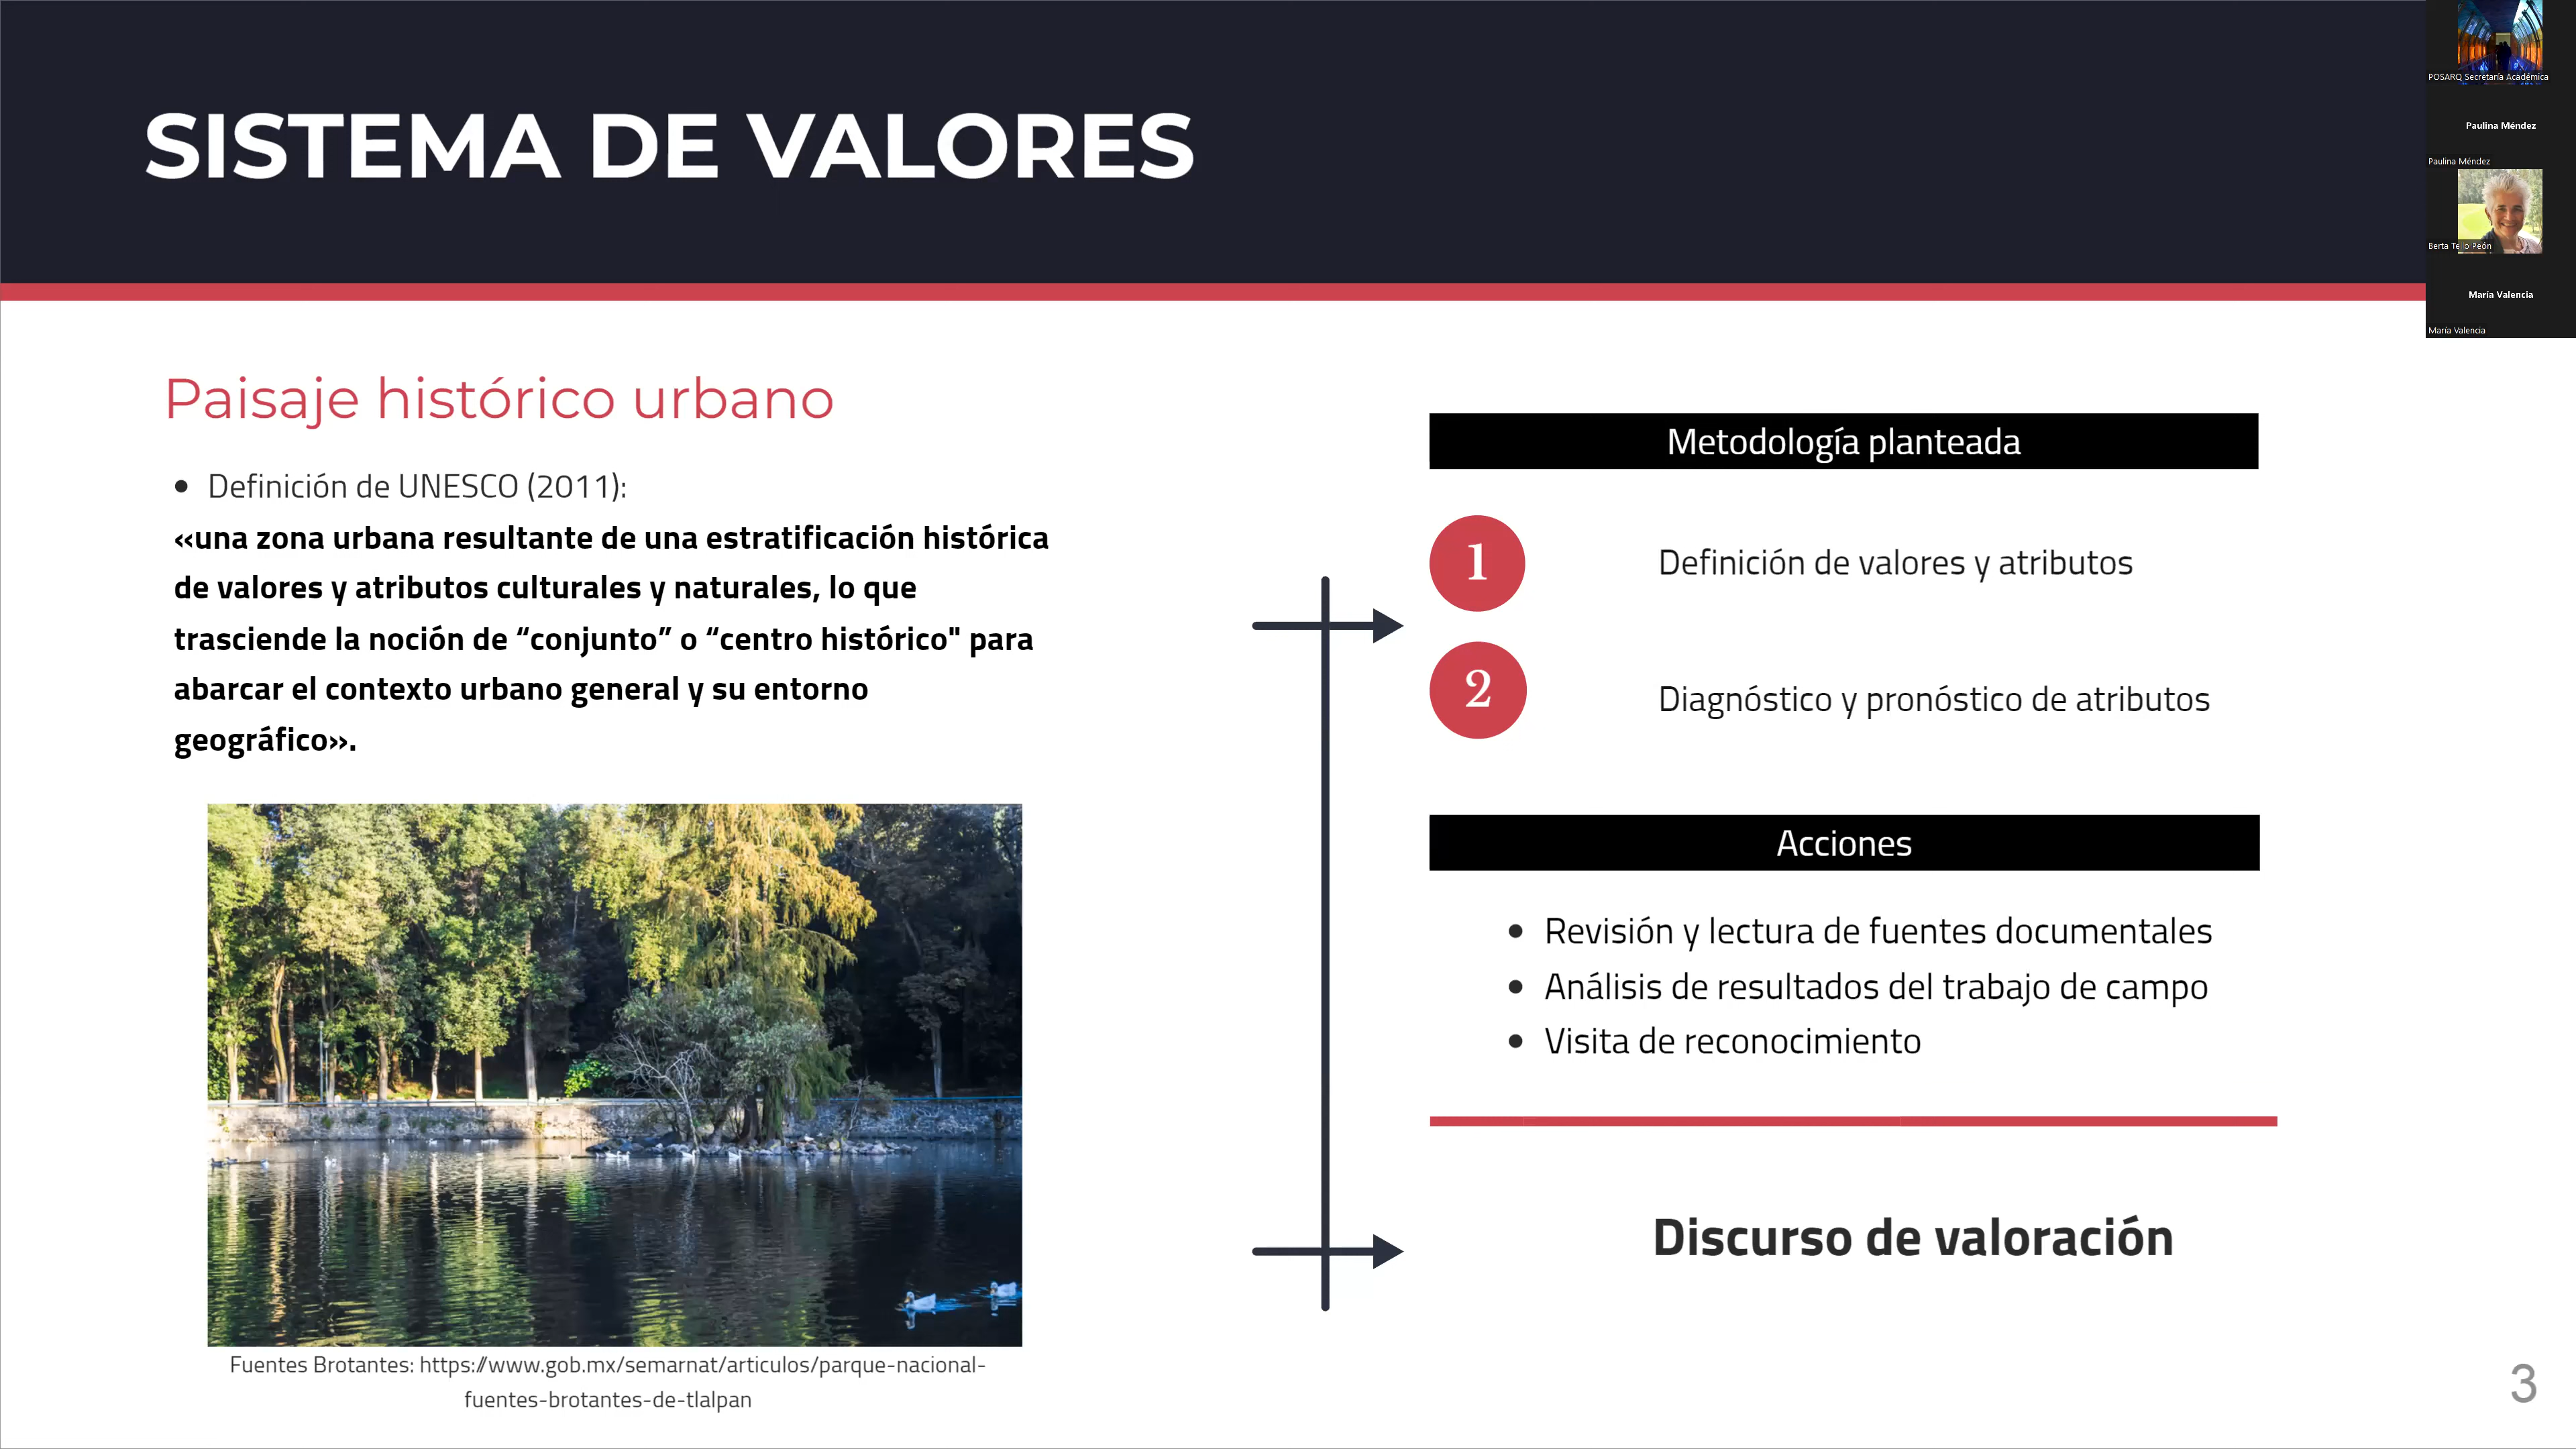 SISTEMA DE VALORES
POSARQ Secretaría Académica
Paulina Méndez
Paulina Méndez
Berta Tello Peón
María Valencia
María Valencia
Paisaje histórico urbano
• Definición de UNESCO (2011):
«una zona urbana resultante de una estratificación histórica
de valores y atributos culturales y naturales, lo que
trasciende la noción de “conjunto” o “centro histórico" para
abarcar el contexto urbano general y su entorno
geográfico».
Fuentes Brotantes: https://www.gob.mx/semarnat/articulos/parque-nacional-
fuentes-brotantes-de-tlalpan
Metodología planteada
1 Definición de valores y atributos
2 Diagnóstico y pronóstico de atributos
Acciones
• Revisión y lectura de fuentes documentales
• Análisis de resultados del trabajo de campo
• Visita de reconocimiento
Discurso de valoración
3